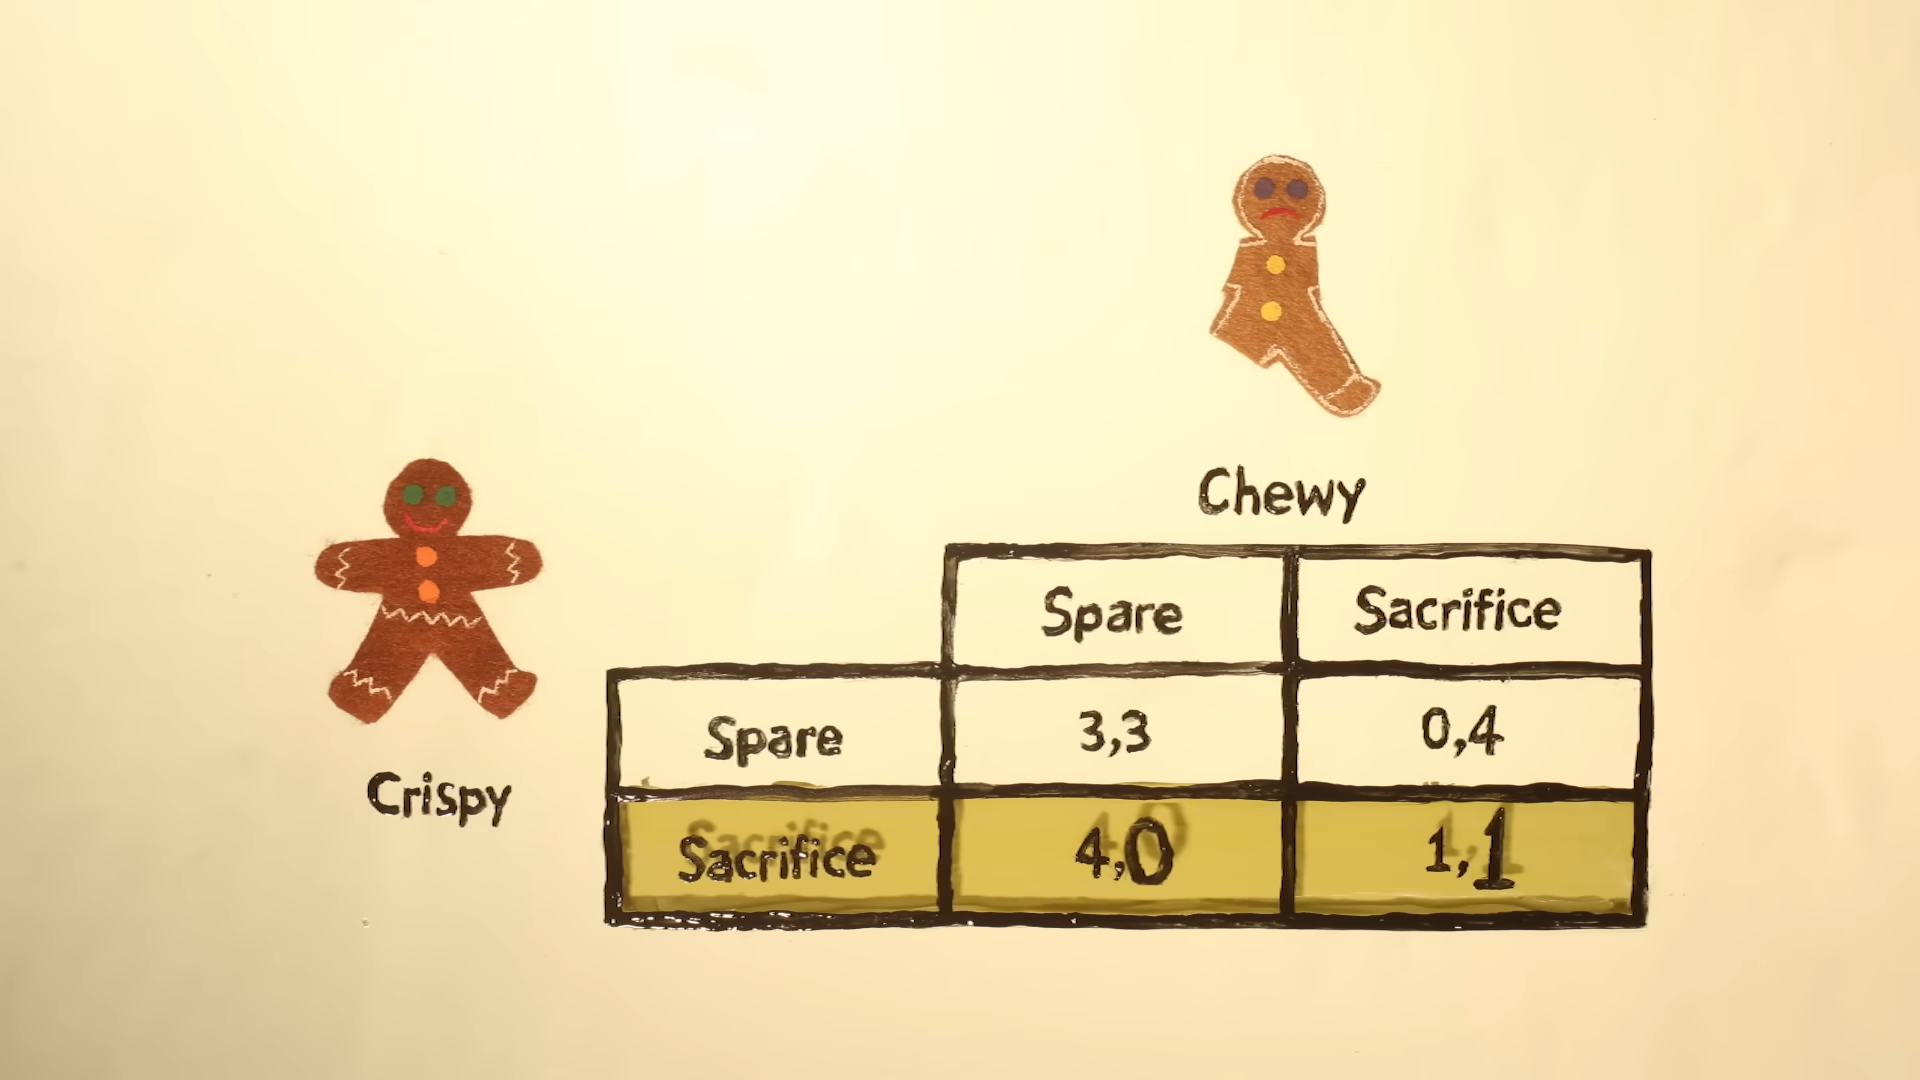 Chewy
Spare Sacrifice
Spare 3,3 0,4
Crispy
Sacrifice 4,0 1,1